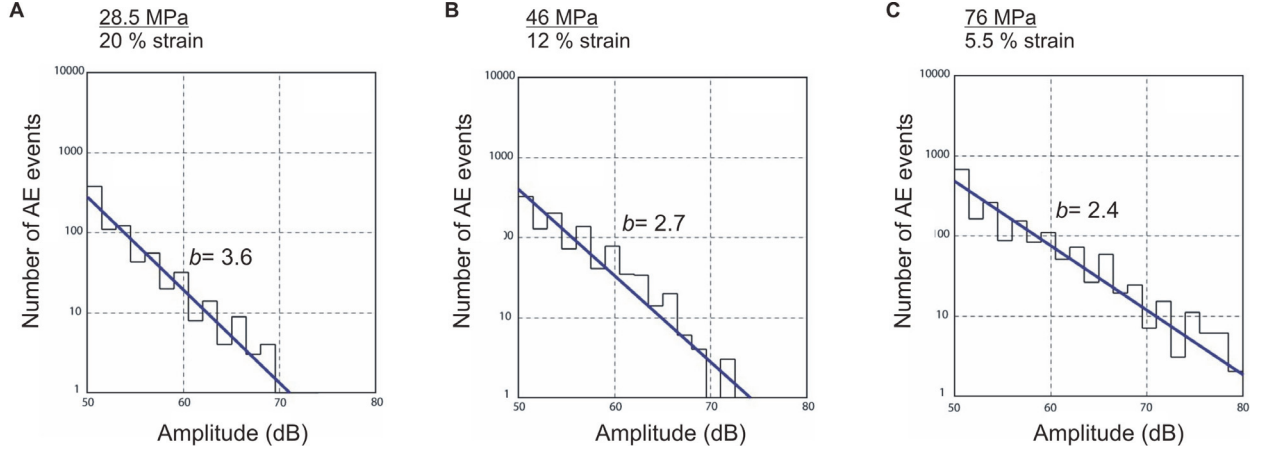 A
28.5 MPa
20 % strain
10000
1000
100
10
1
50
60
70
80
b= 3.6
Number of AE events
Amplitude (dB)
B
46 MPa
12 % strain
10000
1000
10
1
50
60
70
80
b= 2.7
Number of AE events
Amplitude (dB)
C
76 MPa
5.5 % strain
10000
1000
100
10
1
50
60
70
80
b= 2.4
Number of AE events
Amplitude (dB)